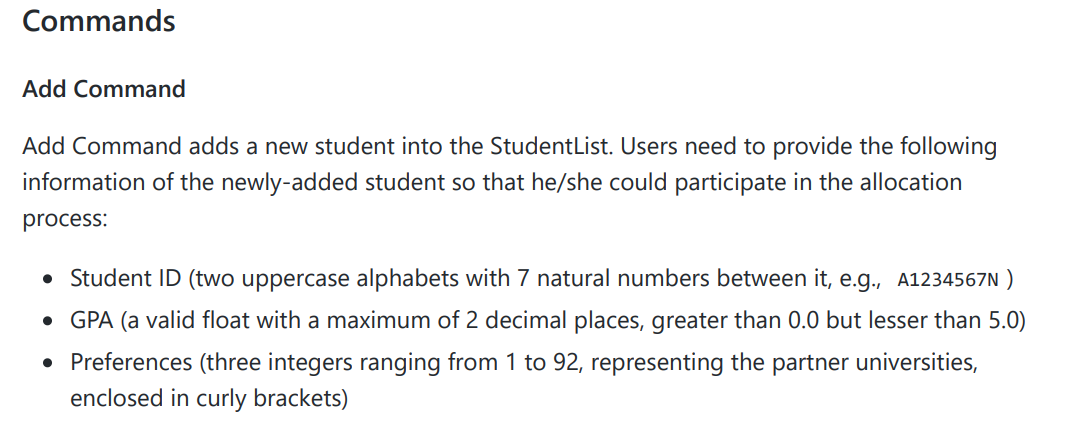 Commands
Add Command
Add Command adds a new student into the StudentList. Users need to provide the following
information of the newly-added student so that he/she could participate in the allocation
process:
• Student ID (two uppercase alphabets with 7 natural numbers between it, e.g., A1234567N )
• GPA (a valid float with a maximum of 2 decimal places, greater than 0.0 but lesser than 5.0)
• Preferences (three integers ranging from 1 to 92, representing the partner universities,
enclosed in curly brackets)